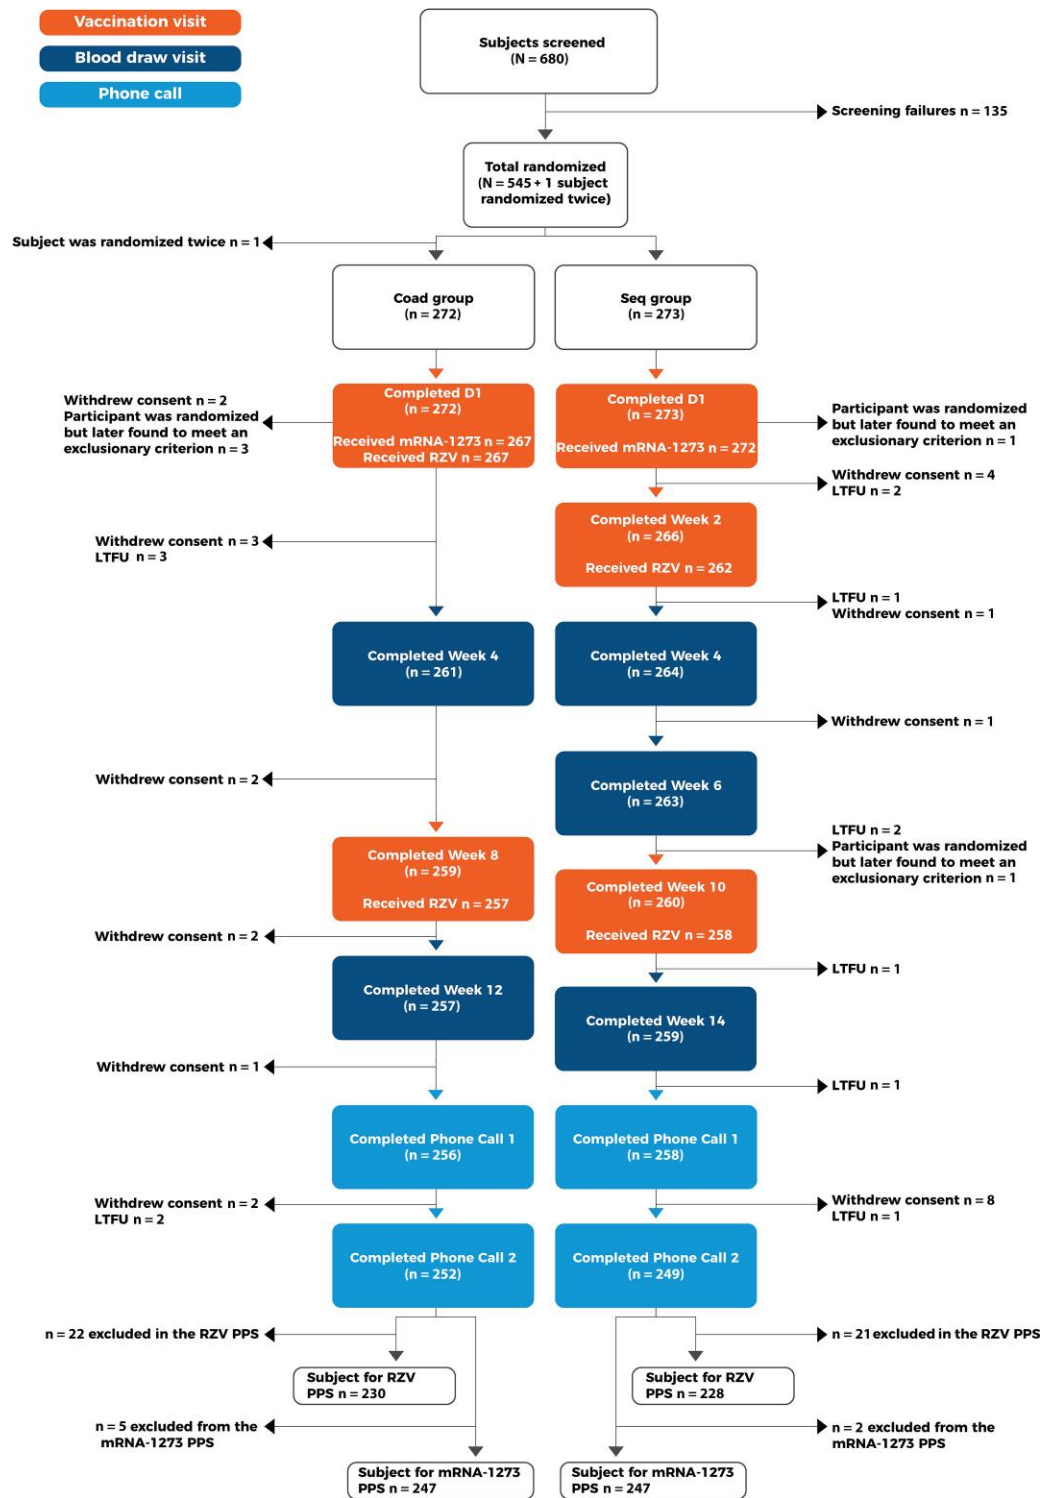 Vaccination visit
Blood draw visit
Phone call
Subjects screened
(N = 680)
Screening failures n = 135
Total randomized
(N = 545 + 1 subject
randomized twice)
Subject was randomized twice n = 1
Coad group
(n = 272)
Seq group
(n = 273)
Withdrew consent n = 2
Participant was randomized
but later found to meet an
exclusionary criterion n = 3
Completed D1
(n = 272)
Received mRNA-1273 n = 267
Received RZV n = 267
Completed D1
(n = 273)
Received mRNA-1273 n = 272
Participant was randomized
but later found to meet an
exclusionary criterion n = 1
Withdrew consent n = 4
LTFU n = 2
Withdrew consent n = 3
LTFU n = 3
Completed Week 2
(n = 266)
Received RZV n = 262
LTFU n = 1
Withdrew consent n = 1
Completed Week 4
(n = 261)
Completed Week 4
(n = 264)
Withdrew consent n = 1
Withdrew consent n = 2
Completed Week 6
(n = 263)
LTFU n = 2
Participant was randomized
but later found to meet an
exclusionary criterion n = 1
Completed Week 8
(n = 259)
Received RZV n = 257
Completed Week 10
(n = 260)
Received RZV n = 258
Withdrew consent n = 2
LTFU n = 1
Completed Week 12
(n = 257)
Completed Week 14
(n = 259)
Withdrew consent n = 1
LTFU n = 1
Completed Phone Call 1
(n = 256)
Completed Phone Call 1
(n = 258)
Withdrew consent n = 2
LTFU n = 2
Withdrew consent n = 8
LTFU n = 1
Completed Phone Call 2
(n = 252)
Completed Phone Call 2
(n = 249)
n = 22 excluded in the RZV PPS
n = 21 excluded in the RZV PPS
Subject for RZV
PPS n = 230
Subject for RZV
PPS n = 228
n = 5 excluded from the
mRNA-1273 PPS
n = 2 excluded from the
mRNA-1273 PPS
Subject for mRNA-1273
PPS n = 247
Subject for mRNA-1273
PPS n = 247